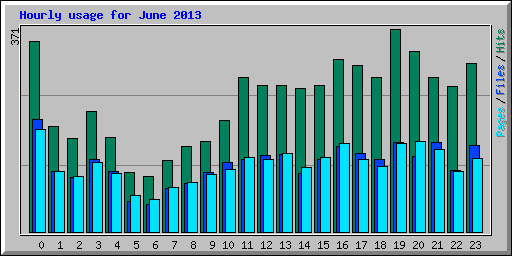 Hourly usage for June 2013
371
Pages / Files / Hits
0 1 2 3 4 5 6 7 8 9 10 11 12 13 14 15 16 17 18 19 20 21 22 23